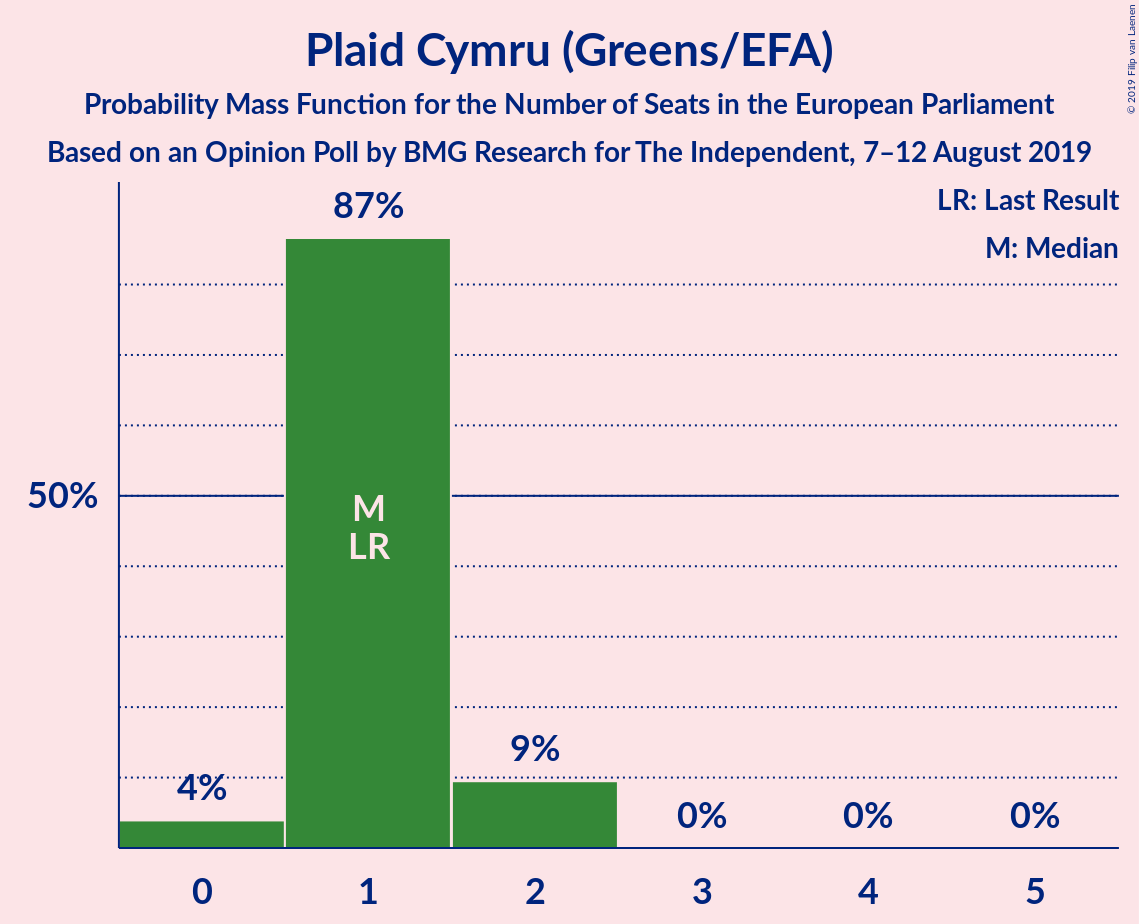 Plaid Cymru (Greens/EFA)
Probability Mass Function for the Number of Seats in the European Parliament
Based on an Opinion Poll by BMG Research for The Independent, 7–12 August 2019
© 2019 Filip van Laenen
LR: Last Result
M: Median
87%
50%
M
LR
9%
4%
0%
0%
0%
0
1
2
3
4
5